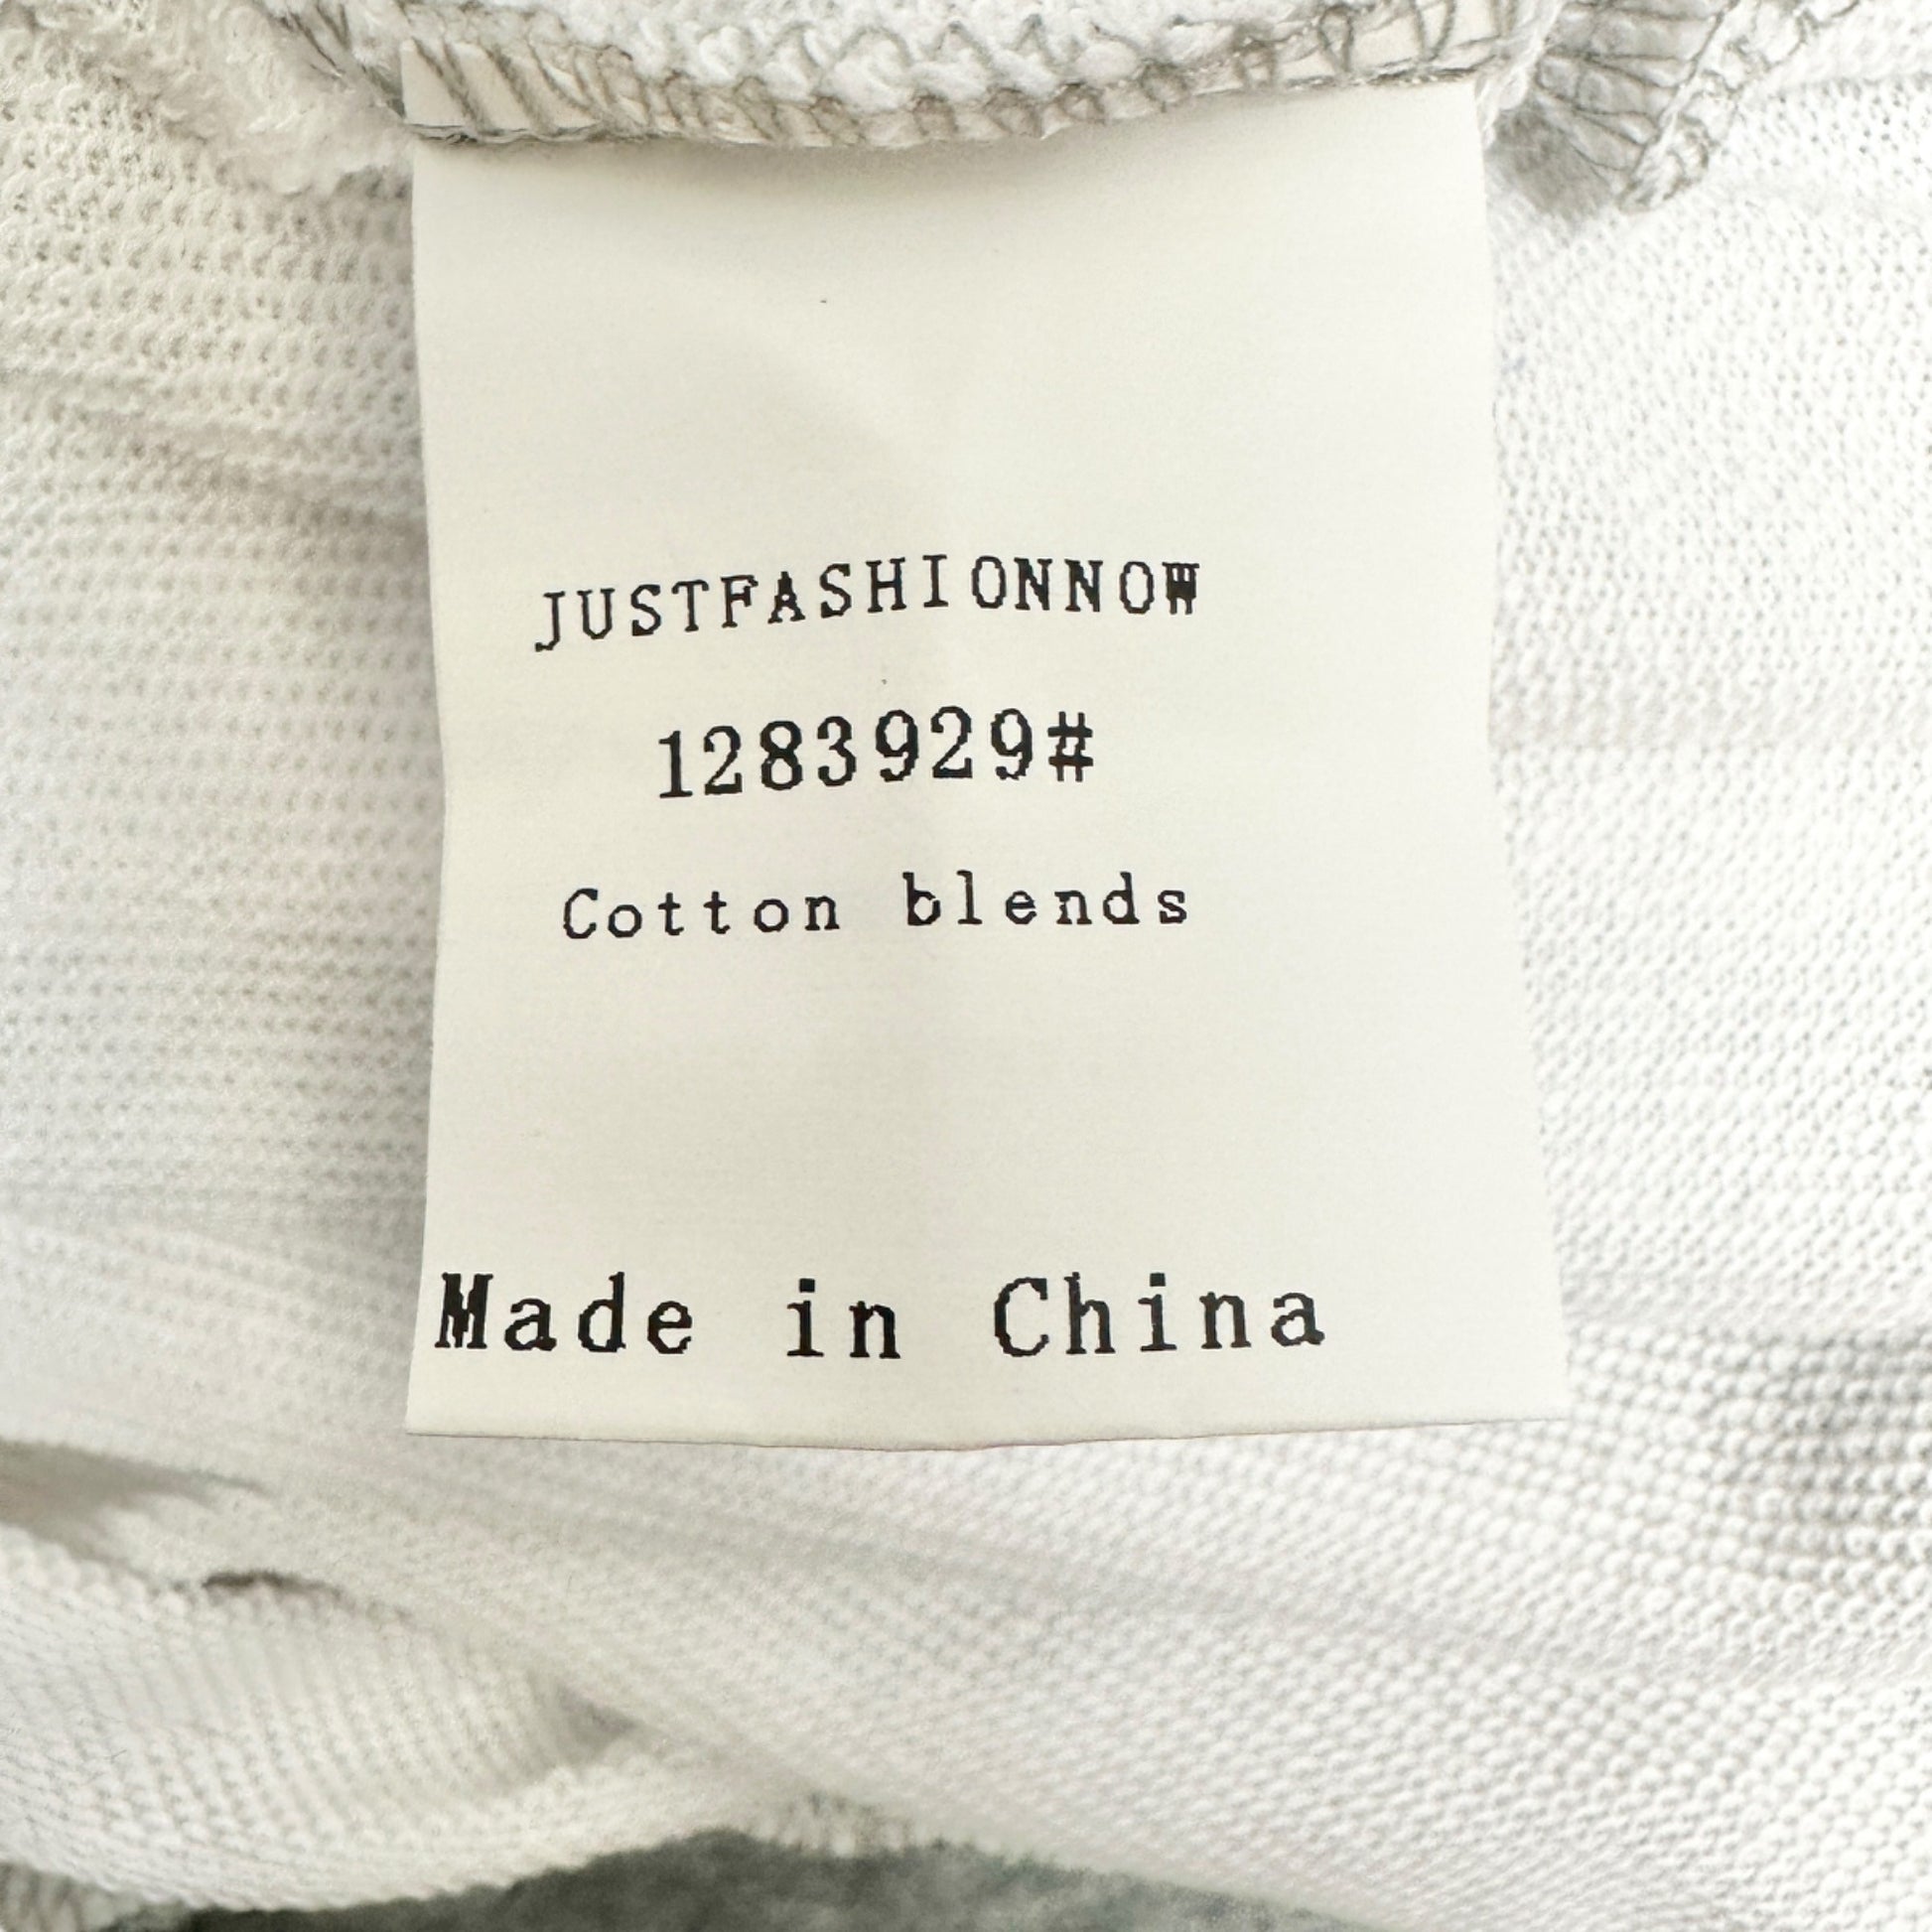 JUSTFASHIONNOW
1283929#
Cotton blends
Made in China